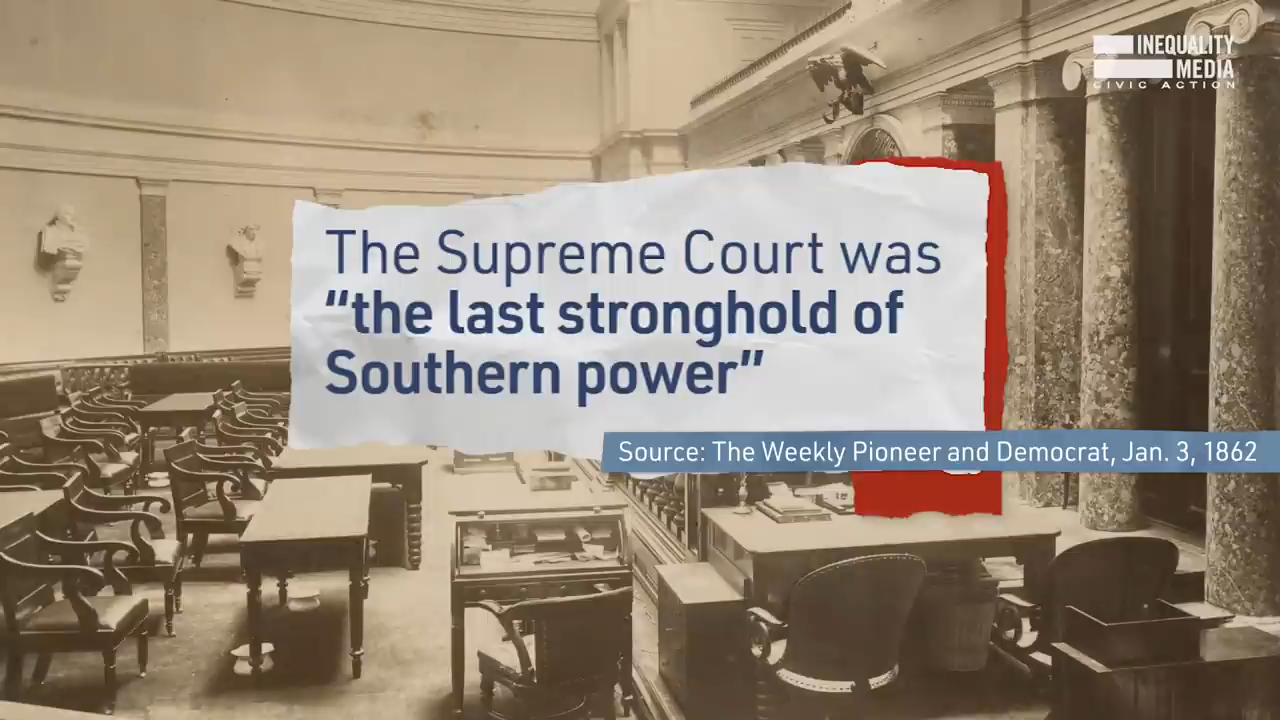 INEQUALITY
MEDIA
CIVIC ACTION
The Supreme Court was
“the last stronghold of
Southern power”
Source: The Weekly Pioneer and Democrat, Jan. 3, 1862